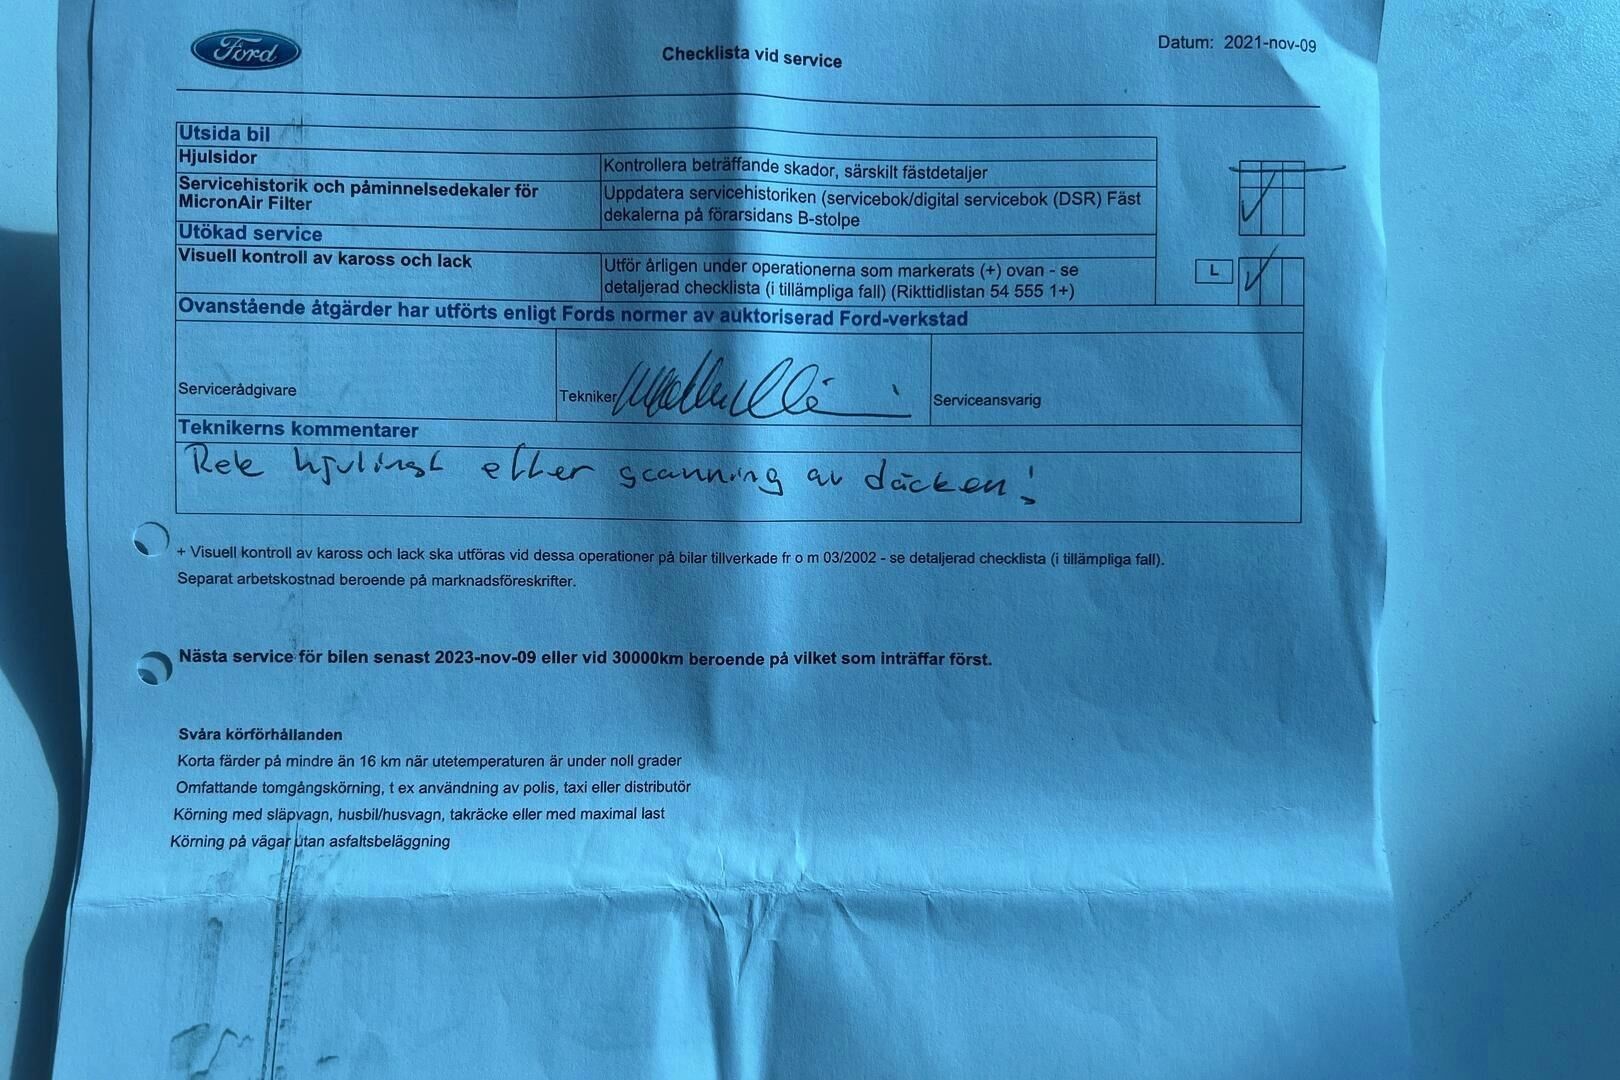 Ford
Checklista vid service
Datum: 2021-nov-09
Utsida bil
Hjulsidor
Kontrollera beträffande skador, särskilt fästdetaljer
Servicehistorik och påminnelsedekaler för
MicronAir Filter
Uppdatera servicehistoriken (servicebok/digital servicebok (DSR) Fäst
dekalerna på förarsidans B-stolpe
Utökad service
Visuell kontroll av kaross och lack
Utför årligen under operationerna som markerats (+) ovan - se
detaljerad checklista (i tillämpliga fall) (Rikttidlistan 54 555 1+)
L
Ovanstående åtgärder har utförts enligt Fords normer av auktoriserad Ford-verkstad
Servicerådgivare
Tekniker
Serviceansvarig
Teknikerns kommentarer
Rek hjulinst efter scanning av däcken!
+ Visuell kontroll av kaross och lack ska utföras vid dessa operationer på bilar tillverkade fr o m 03/2002 - se detaljerad checklista (i tillämpliga fall).
Separat arbetskostnad beroende på marknadsföreskrifter.
Nästa service för bilen senast 2023-nov-09 eller vid 30000km beroende på vilket som inträffar först.
Svåra körförhållanden
Korta färder på mindre än 16 km när utetemperaturen är under noll grader
Omfattande tomgångskörning, t ex användning av polis, taxi eller distributör
Körning med släpvagn, husbil/husvagn, takräcke eller med maximal last
Körning på vägar utan asfaltsbeläggning